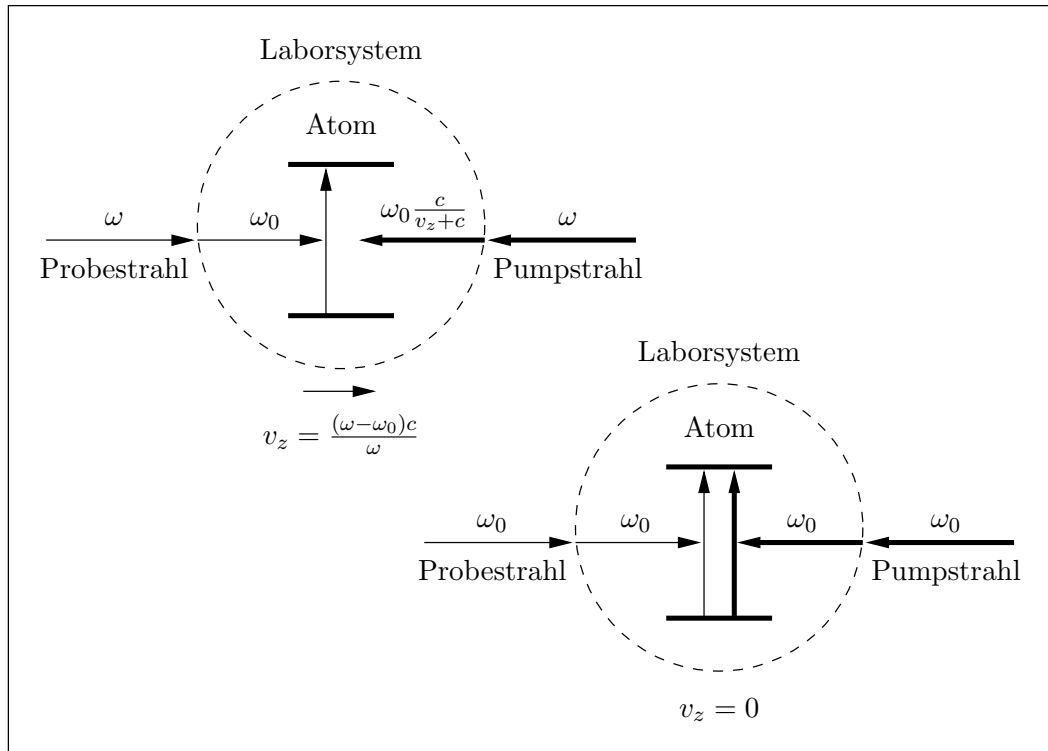 Laborsystem
Atom
ω ω₀ ω₀ c/(v_z+c) ω
Probestrahl Pumpstrahl
v_z = (ω−ω₀)c/ω
Laborsystem
Atom
ω₀ ω₀ ω₀ ω₀
Probestrahl Pumpstrahl
v_z = 0